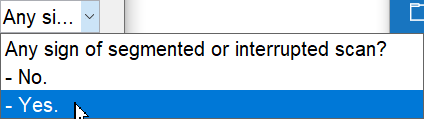 Any si...
Any sign of segmented or interrupted scan?
- No.
- Yes.